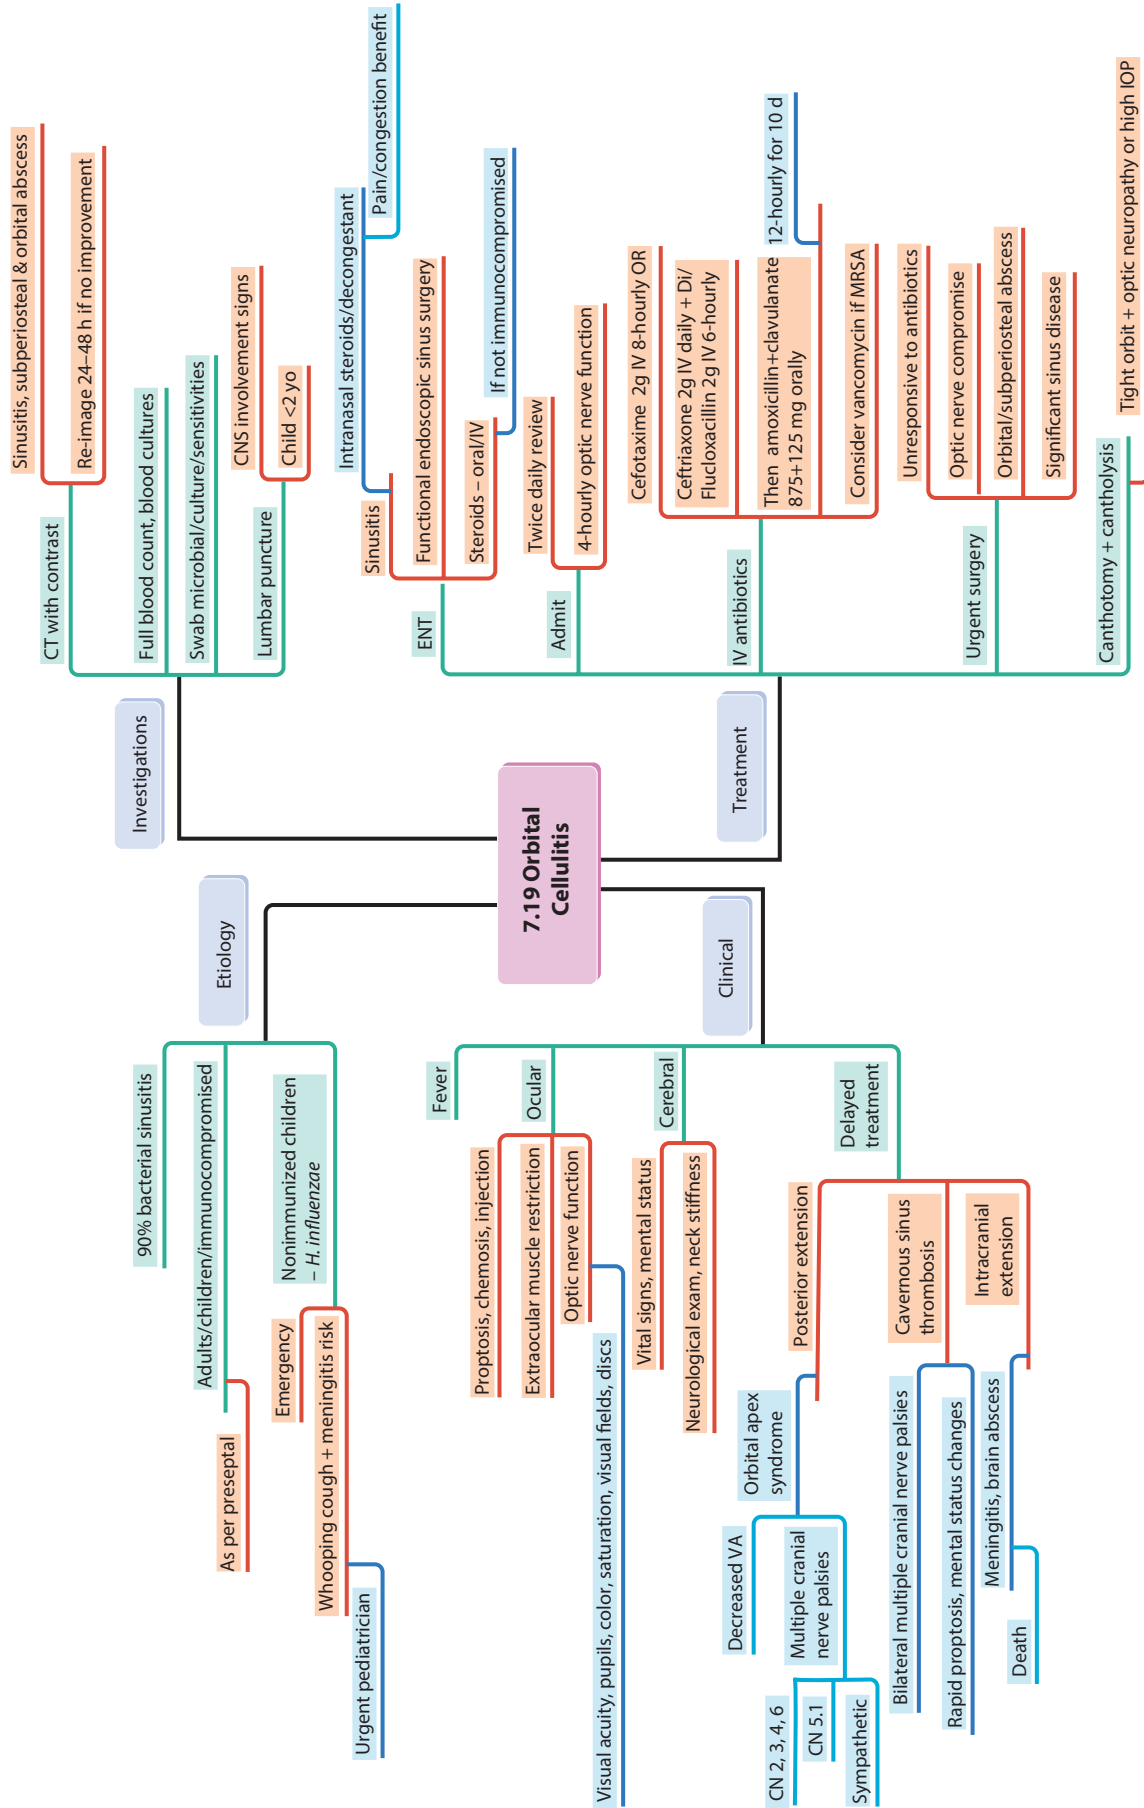 7.19 Orbital
Cellulitis
Etiology
90% bacterial sinusitis
Adults/children/immunocompromised
As per preseptal
Nonimmunized children
– H. influenzae
Emergency
Whooping cough + meningitis risk
Urgent pediatrician
Clinical
Fever
Ocular
Proptosis, chemosis, injection
Extraocular muscle restriction
Optic nerve function
Visual acuity, pupils, color, saturation, visual fields, discs
Cerebral
Vital signs, mental status
Neurological exam, neck stiffness
Delayed
treatment
Posterior extension
Orbital apex
syndrome
Decreased VA
Multiple cranial
nerve palsies
CN 2, 3, 4, 6
CN 5.1
Sympathetic
Cavernous sinus
thrombosis
Bilateral multiple cranial nerve palsies
Rapid proptosis, mental status changes
Intracranial
extension
Meningitis, brain abscess
Death
Investigations
CT with contrast
Sinusitis, subperiosteal & orbital abscess
Re-image 24–48 h if no improvement
Full blood count, blood cultures
Swab microbial/culture/sensitivities
Lumbar puncture
CNS involvement signs
Child <2 yo
Treatment
ENT
Sinusitis
Intranasal steroids/decongestant
Pain/congestion benefit
Functional endoscopic sinus surgery
Steroids – oral/IV
If not immunocompromised
Admit
Twice daily review
4-hourly optic nerve function
IV antibiotics
Cefotaxime 2g IV 8-hourly OR
Ceftriaxone 2g IV daily + Di/
Flucloxacillin 2g IV 6-hourly
Then amoxicillin+clavulanate
875+125 mg orally
12-hourly for 10 d
Consider vancomycin if MRSA
Urgent surgery
Unresponsive to antibiotics
Optic nerve compromise
Orbital/subperiosteal abscess
Significant sinus disease
Canthotomy + cantholysis
Tight orbit + optic neuropathy or high IOP